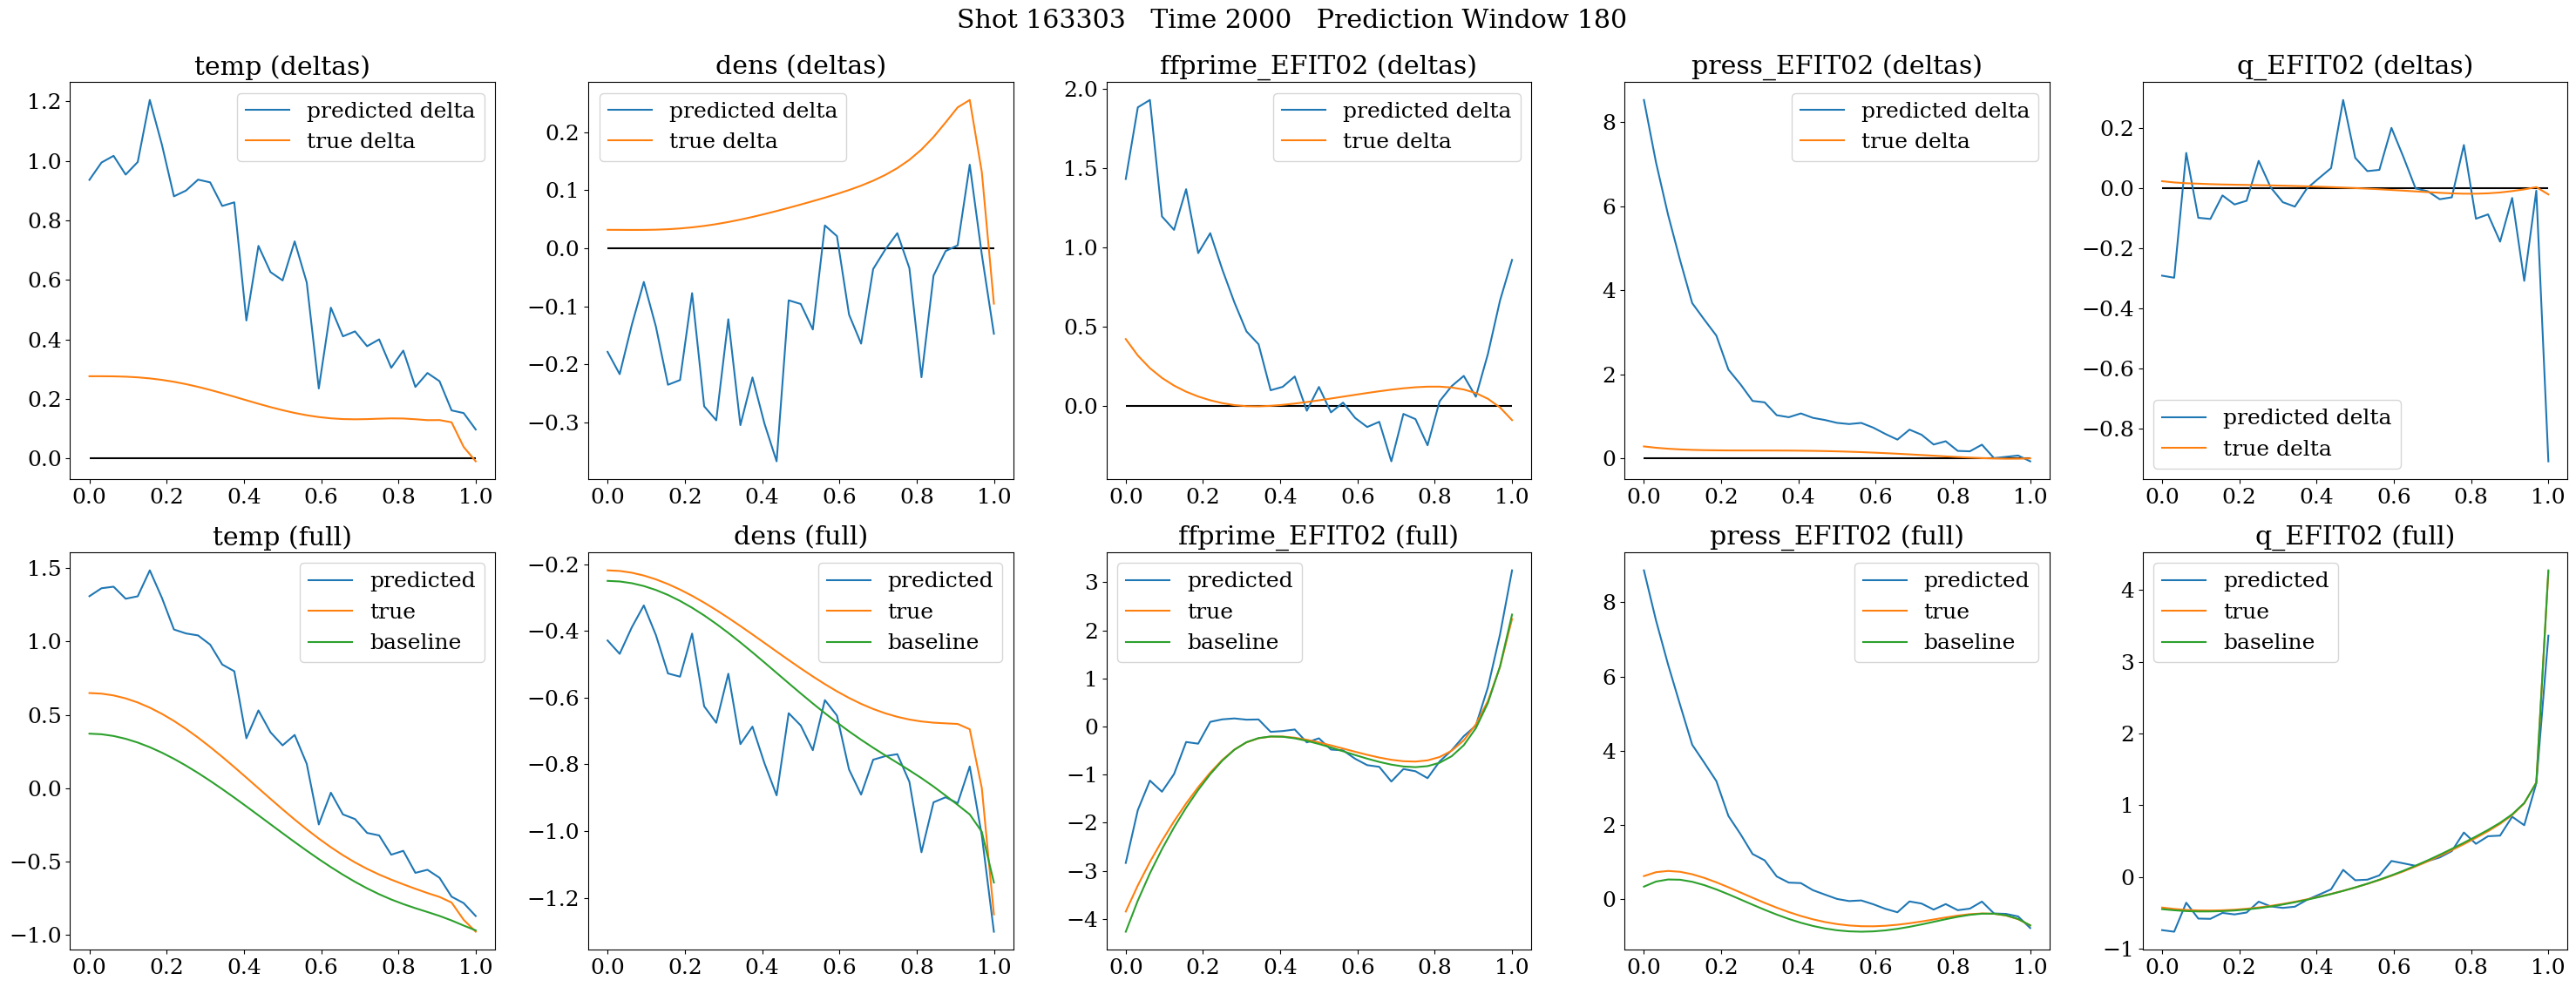 Shot 163303   Time 2000   Prediction Window 180
temp (deltas)
predicted delta
true delta
1.2
1.0
0.8
0.6
0.4
0.2
0.0
0.0 0.2 0.4 0.6 0.8 1.0
dens (deltas)
predicted delta
true delta
0.2
0.1
0.0
−0.1
−0.2
−0.3
0.0 0.2 0.4 0.6 0.8 1.0
ffprime_EFIT02 (deltas)
predicted delta
true delta
2.0
1.5
1.0
0.5
0.0
0.0 0.2 0.4 0.6 0.8 1.0
press_EFIT02 (deltas)
predicted delta
true delta
8
6
4
2
0
0.0 0.2 0.4 0.6 0.8 1.0
q_EFIT02 (deltas)
0.2
0.0
−0.2
−0.4
−0.6
−0.8
predicted delta
true delta
0.0 0.2 0.4 0.6 0.8 1.0
temp (full)
predicted
true
baseline
1.5
1.0
0.5
0.0
−0.5
−1.0
0.0 0.2 0.4 0.6 0.8 1.0
dens (full)
predicted
true
baseline
−0.2
−0.4
−0.6
−0.8
−1.0
−1.2
0.0 0.2 0.4 0.6 0.8 1.0
ffprime_EFIT02 (full)
predicted
true
baseline
3
2
1
0
−1
−2
−3
−4
0.0 0.2 0.4 0.6 0.8 1.0
press_EFIT02 (full)
predicted
true
baseline
8
6
4
2
0
0.0 0.2 0.4 0.6 0.8 1.0
q_EFIT02 (full)
predicted
true
baseline
4
3
2
1
0
−1
0.0 0.2 0.4 0.6 0.8 1.0